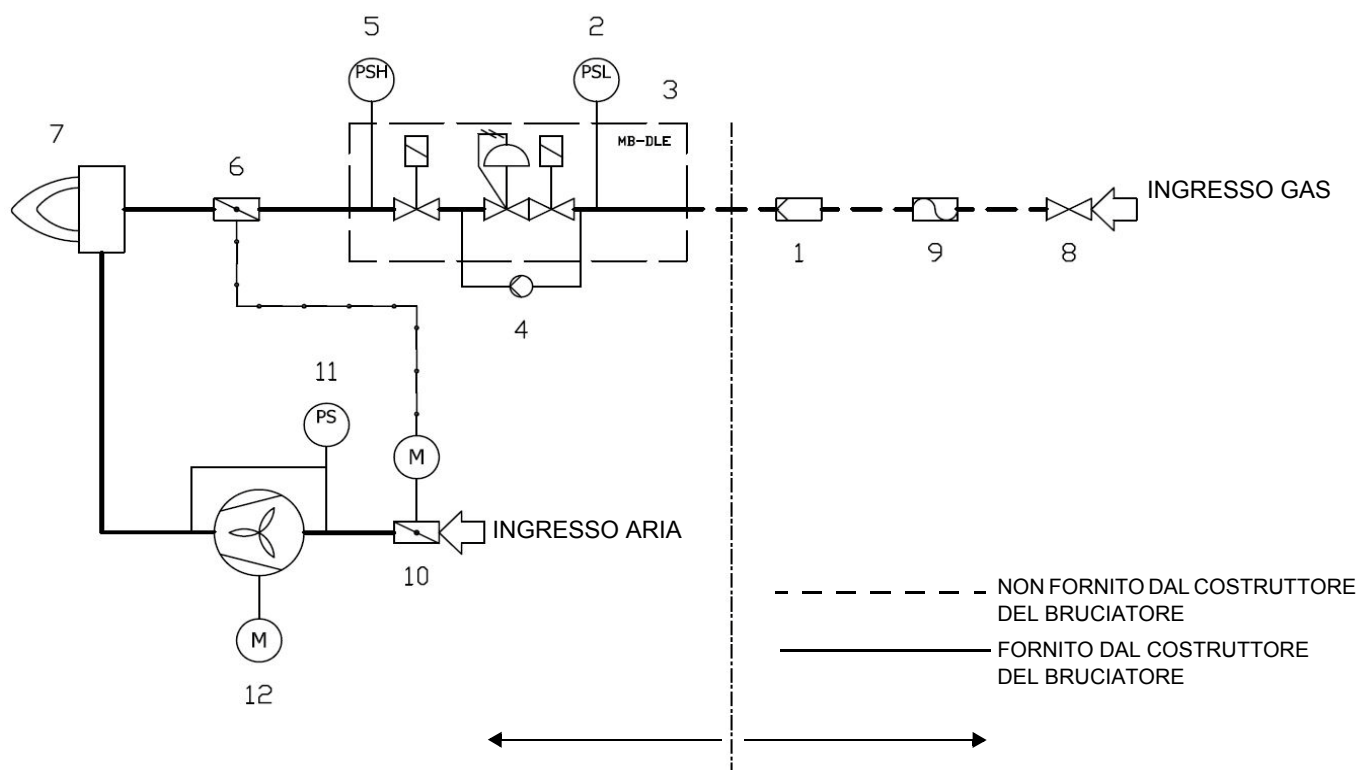 5
2
PSH
PSL
3
7
6
MB-DLE
INGRESSO GAS
1
9
8
4
11
PS
M
INGRESSO ARIA
10
M
12
NON FORNITO DAL COSTRUTTORE
DEL BRUCIATORE
FORNITO DAL COSTRUTTORE
DEL BRUCIATORE